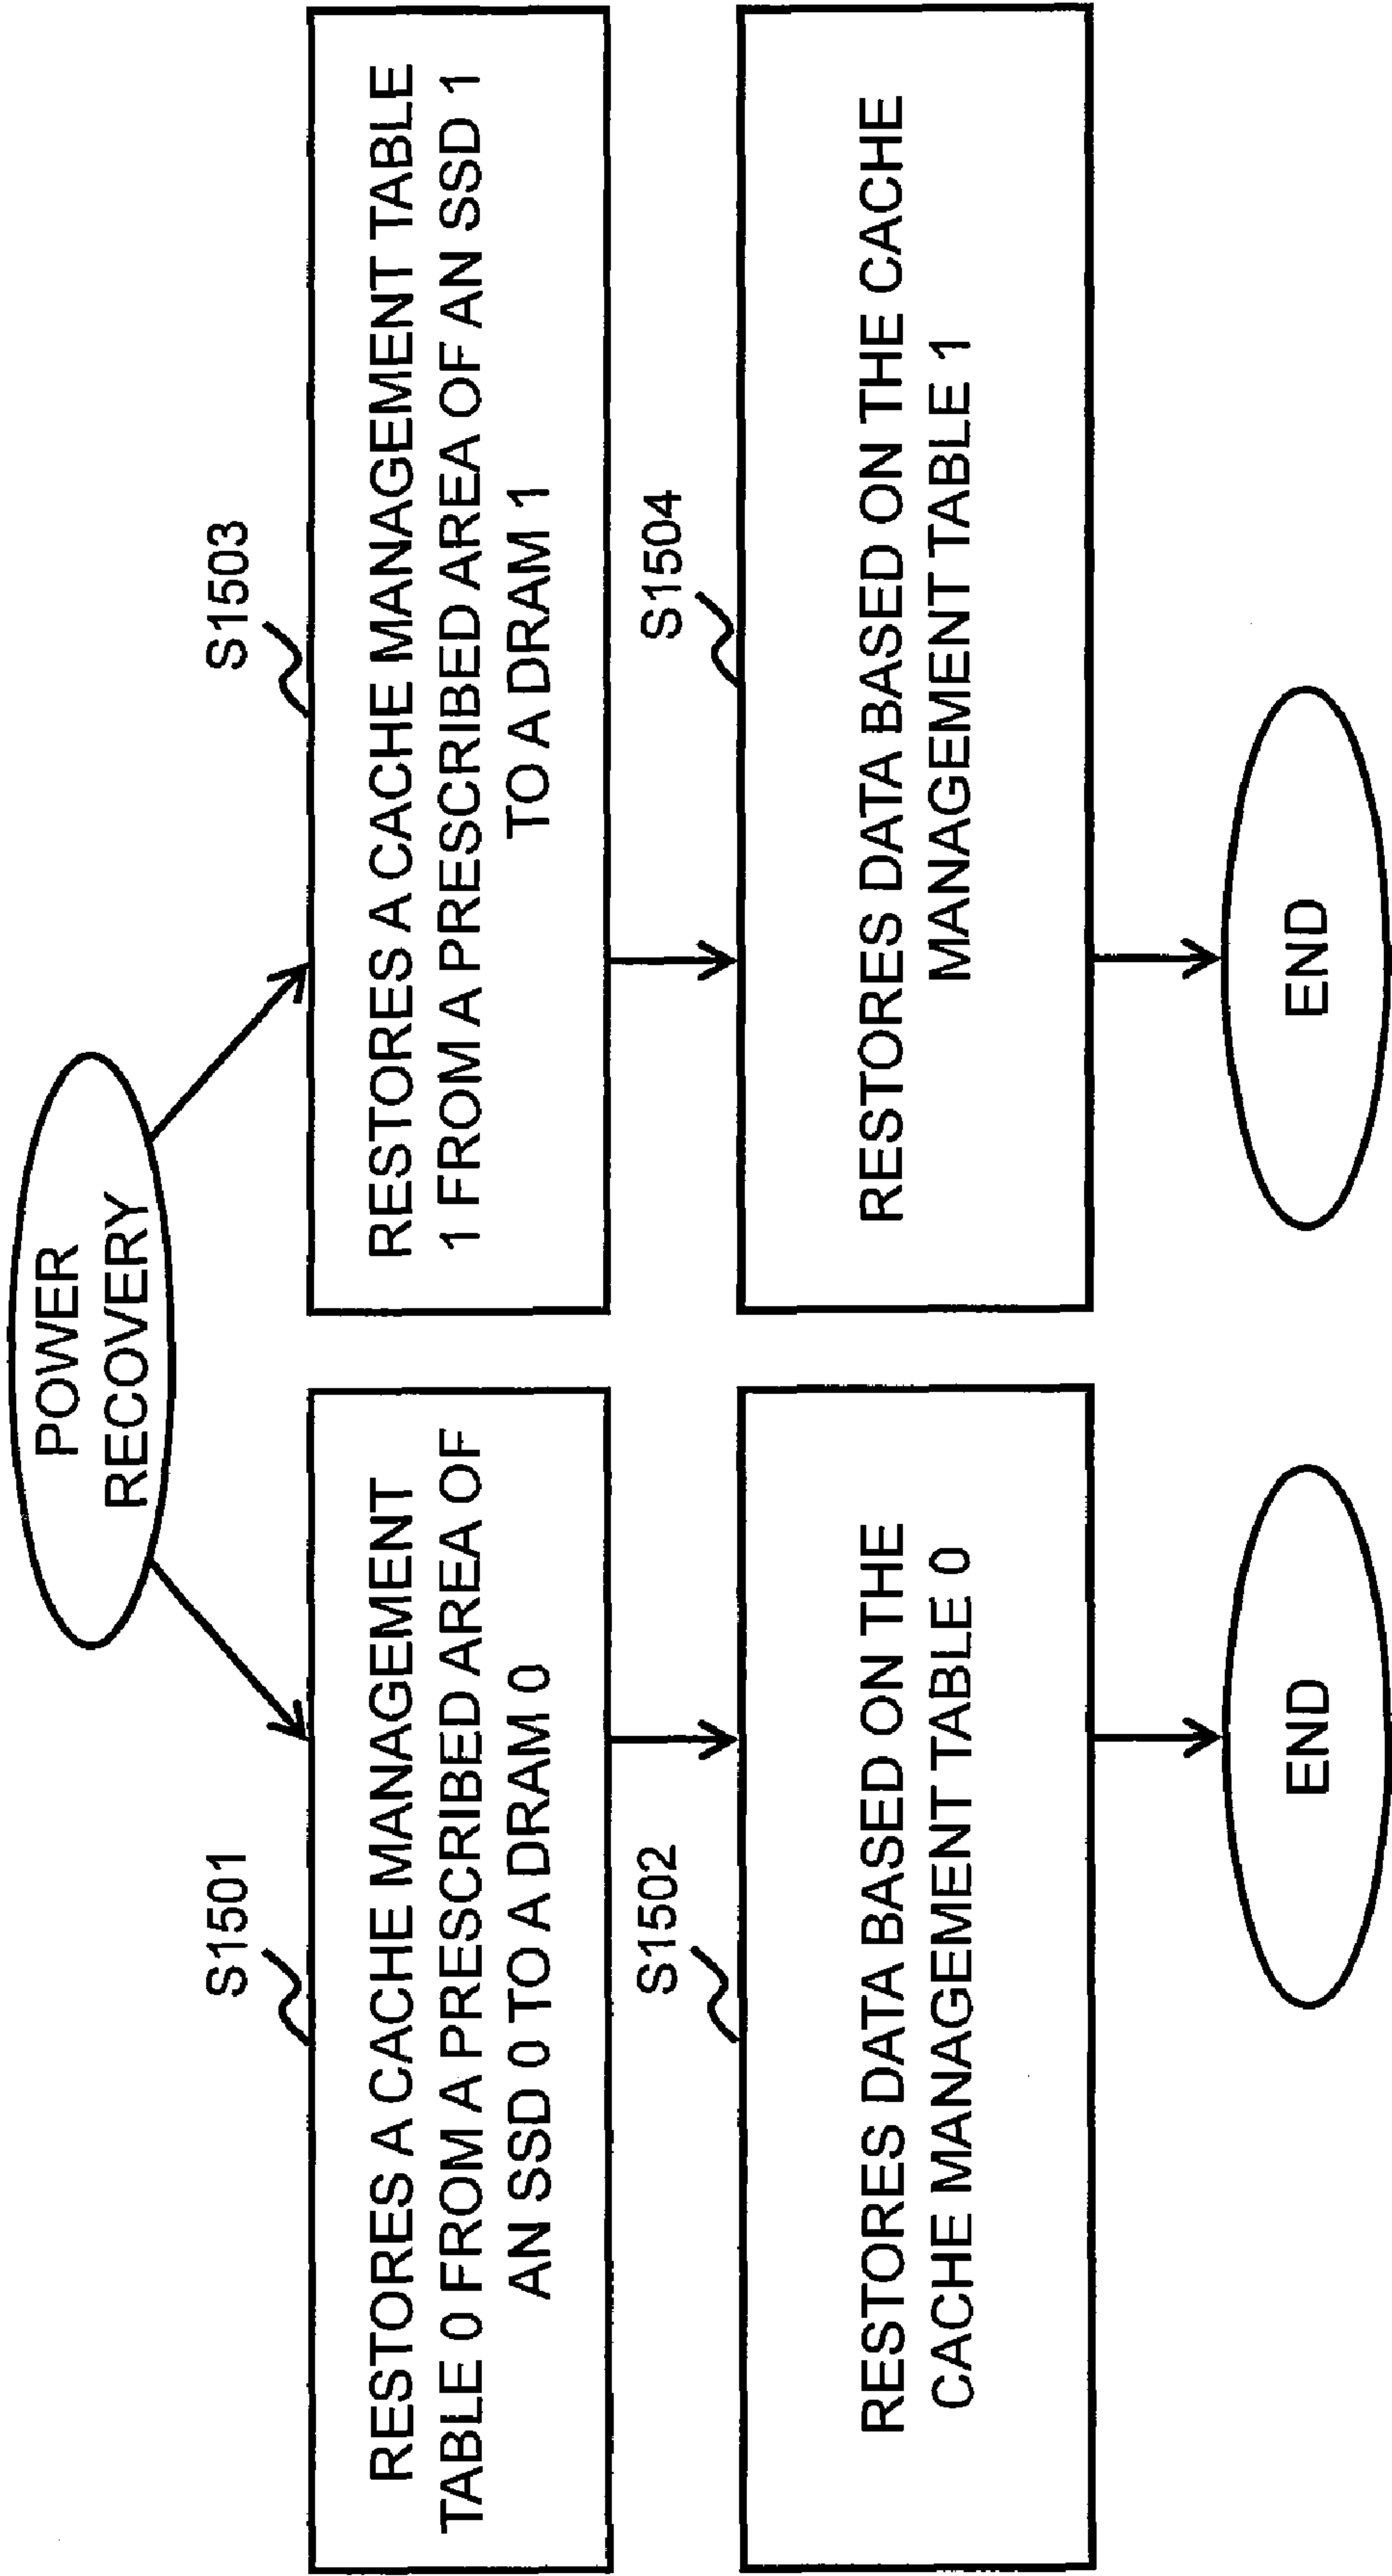 POWER
RECOVERY
S1501
RESTORES A CACHE MANAGEMENT
TABLE 0 FROM A PRESCRIBED AREA OF
AN SSD 0 TO A DRAM 0
S1502
RESTORES DATA BASED ON THE
CACHE MANAGEMENT TABLE 0
END
S1503
RESTORES A CACHE MANAGEMENT TABLE
1 FROM A PRESCRIBED AREA OF AN SSD 1
TO A DRAM 1
S1504
RESTORES DATA BASED ON THE CACHE
MANAGEMENT TABLE 1
END